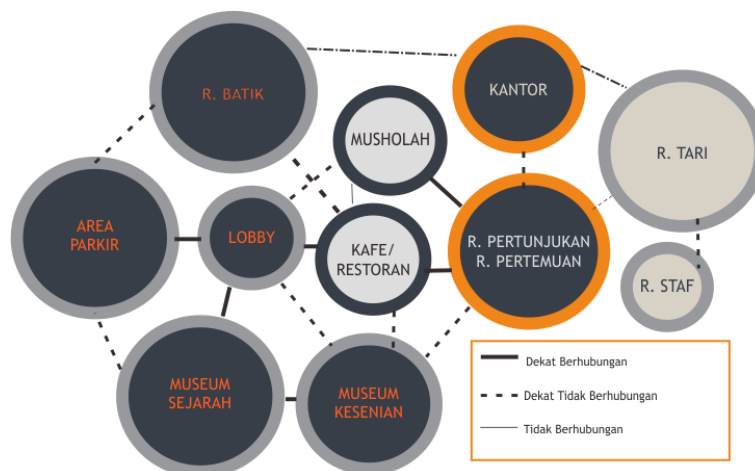 R. BATIK
KANTOR
MUSHOLAH
R. TARI
AREA
PARKIR
LOBBY
KAFE/
RESTORAN
R. PERTUNJUKAN
R. PERTEMUAN
R. STAF
MUSEUM
SEJARAH
MUSEUM
KESENIAN
Dekat Berhubungan
Dekat Tidak Berhubungan
Tidak Berhubungan